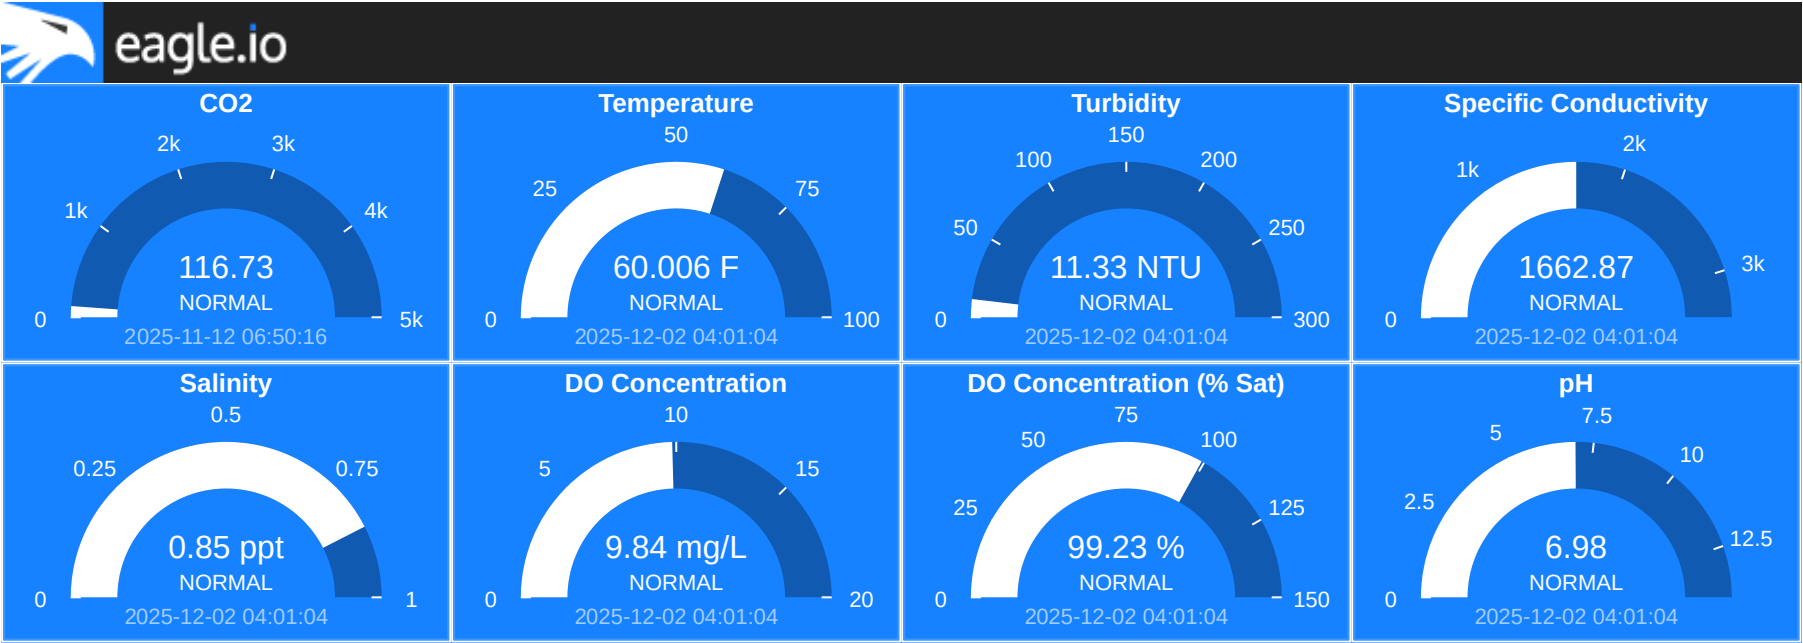 eagle.io
CO2
2k 3k
1k 4k
116.73
NORMAL
0 5k
2025-11-12 06:50:16
Temperature
50
25 75
60.006 F
NORMAL
0 100
2025-12-02 04:01:04
Turbidity
150
100 200
50 250
11.33 NTU
NORMAL
0 300
2025-12-02 04:01:04
Specific Conductivity
2k
1k
3k
1662.87
NORMAL
0
2025-12-02 04:01:04
Salinity
0.5
0.25 0.75
0.85 ppt
NORMAL
0 1
2025-12-02 04:01:04
DO Concentration
10
5 15
9.84 mg/L
NORMAL
0 20
2025-12-02 04:01:04
DO Concentration (% Sat)
75
50 100
25 125
99.23 %
NORMAL
0 150
2025-12-02 04:01:04
pH
7.5
5
10
2.5
12.5
6.98
NORMAL
0
2025-12-02 04:01:04